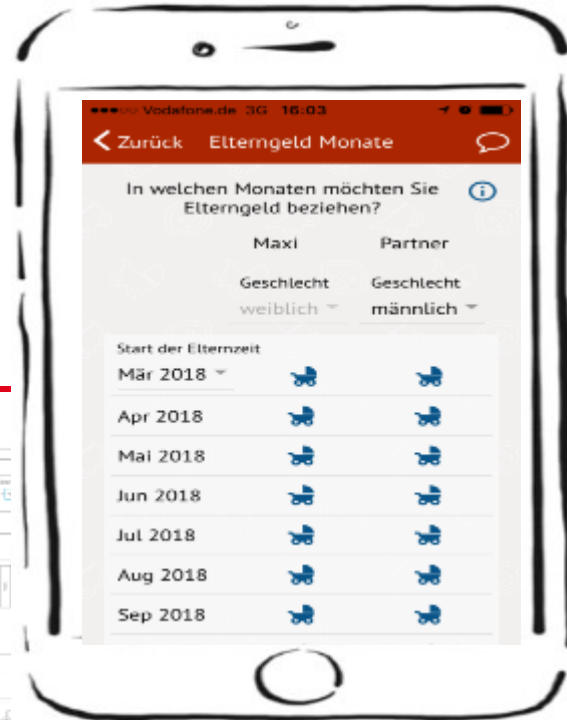 Vodafone.de 3G 16:03
Zurück Elterngeld Monate
In welchen Monaten möchten Sie
Elterngeld beziehen?
Maxi Partner
Geschlecht Geschlecht
weiblich männlich
Start der Elternzeit
Mär 2018
Apr 2018
Mai 2018
Jun 2018
Jul 2018
Aug 2018
Sep 2018